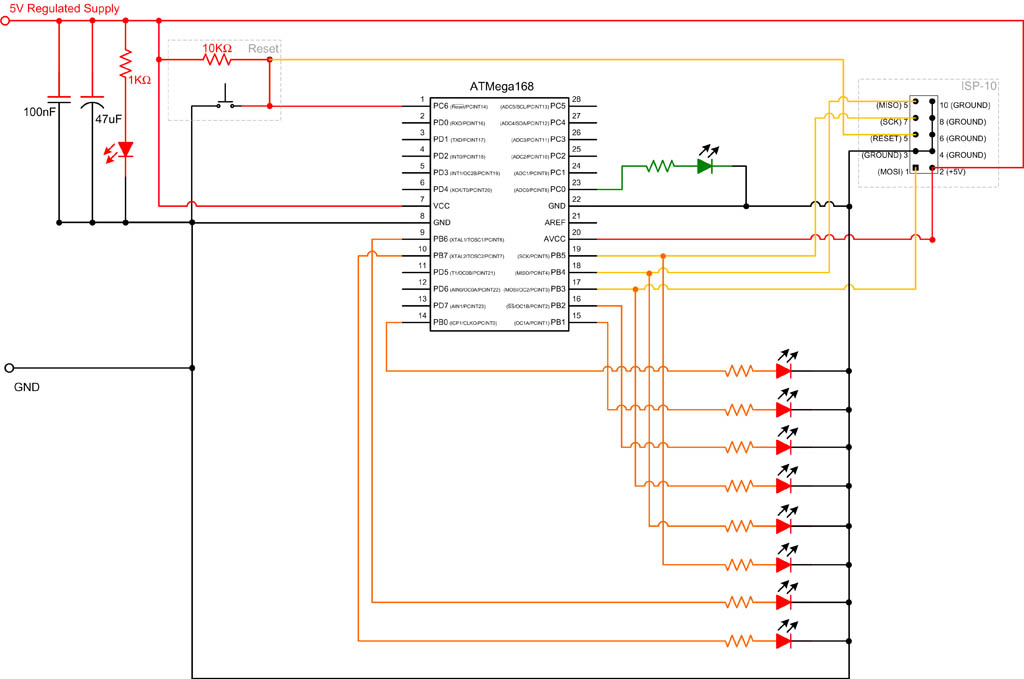 5V Regulated Supply
10KΩ
Reset
1KΩ
100nF
47uF
GND
ATMega168
1 PC6 (Reset/PCINT14) (ADC5/SCL/PCINT13) PC5 28
2 PD0 (RXD/PCINT16) (ADC4/SDA/PCINT12) PC4 27
3 PD1 (TXD/PCINT17) (ADC3/PCINT11) PC3 26
4 PD2 (INT0/PCINT18) (ADC2/PCINT10) PC2 25
5 PD3 (INT1/OC2B/PCINT19) (ADC1/PCINT9) PC1 24
6 PD4 (XCK/T0/PCINT20) (ADC0/PCINT8) PC0 23
7 VCC GND 22
8 GND AREF 21
9 PB6 (XTAL1/TOSC1/PCINT6) AVCC 20
10 PB7 (XTAL2/TOSC2/PCINT7) (SCK/PCINT5) PB5 19
11 PD5 (T1/OC0B/PCINT21) (MISO/PCINT4) PB4 18
12 PD6 (AIN0/OC0A/PCINT22) (MOSI/OC2/PCINT3) PB3 17
13 PD7 (AIN1/PCINT23) (SS/OC1B/PCINT2) PB2 16
14 PB0 (ICP1/CLKO/PCINT0) (OC1A/PCINT1) PB1 15
ISP-10
(MISO) 5 10 (GROUND)
(SCK) 7 8 (GROUND)
(RESET) 5 6 (GROUND)
(GROUND) 3 4 (GROUND)
(MOSI) 1 2 (+5V)